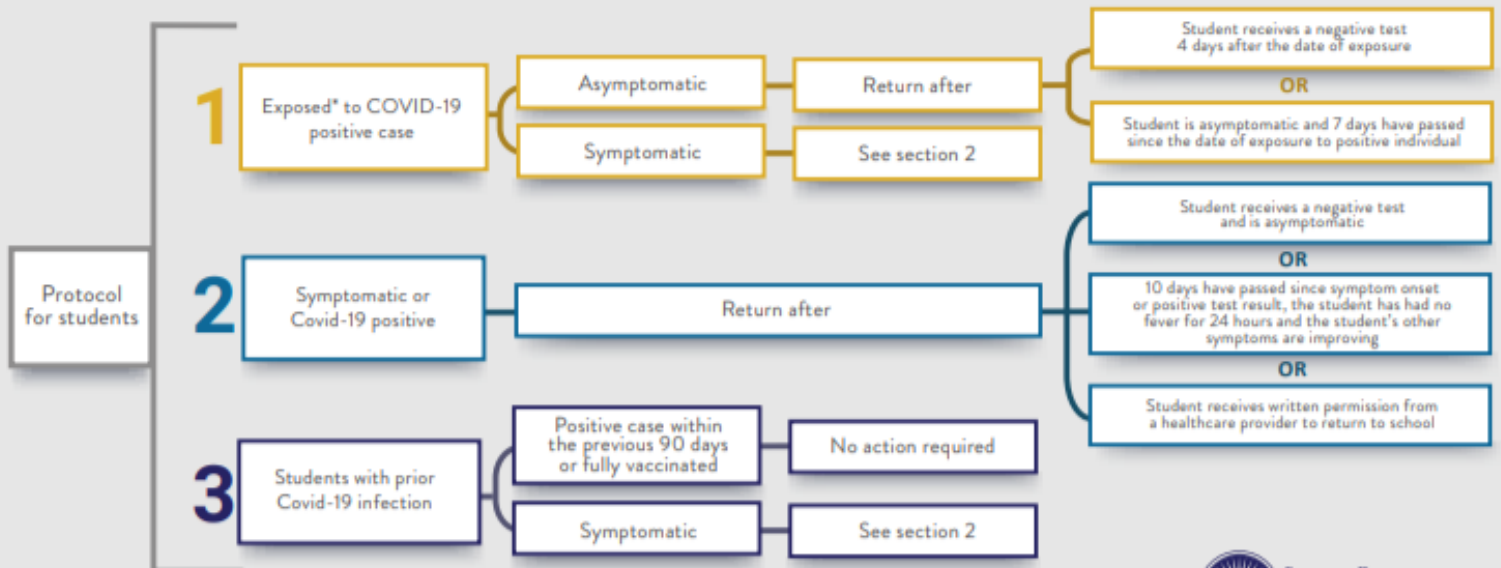 Protocol
for students
1
Exposed* to COVID-19
positive case
Asymptomatic
Return after
Student receives a negative test
4 days after the date of exposure
OR
Student is asymptomatic and 7 days have passed
since the date of exposure to positive individual
Symptomatic
See section 2
2
Symptomatic or
Covid-19 positive
Return after
Student receives a negative test
and is asymptomatic
OR
10 days have passed since symptom onset
or positive test result, the student has had no
fever for 24 hours and the student's other
symptoms are improving
OR
Student receives written permission from
a healthcare provider to return to school
3
Students with prior
Covid-19 infection
Positive case within
the previous 90 days
or fully vaccinated
No action required
Symptomatic
See section 2